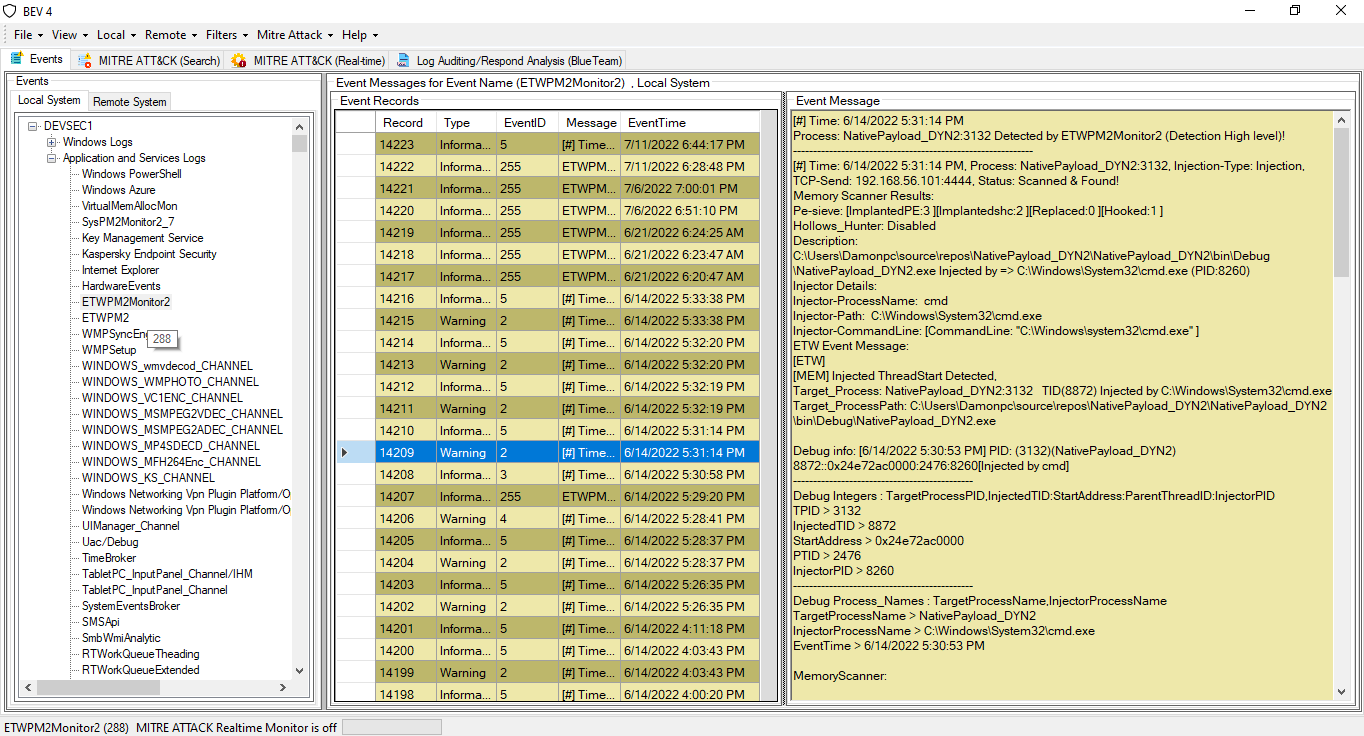 BEV 4
File View Local Remote Filters Mitre Attack Help
Events MITRE ATT&CK (Search) MITRE ATT&CK (Real-time) Log Auditing/Respond Analysis (BlueTeam)
Events
Local System Remote System
DEVSEC1
Windows Logs
Application and Services Logs
Windows PowerShell
Windows Azure
VirtualMemAllocMon
SysPM2Monitor2_7
Key Management Service
Kaspersky Endpoint Security
Internet Explorer
HardwareEvents
ETWPM2Monitor2
ETWPM2
WMPSyncEng
288
WMPSetup
WINDOWS_wmvdecod_CHANNEL
WINDOWS_WMPHOTO_CHANNEL
WINDOWS_VC1ENC_CHANNEL
WINDOWS_MSMPEG2VDEC_CHANNEL
WINDOWS_MSMPEG2ADEC_CHANNEL
WINDOWS_MP4SDECD_CHANNEL
WINDOWS_MFH264Enc_CHANNEL
WINDOWS_KS_CHANNEL
Windows Networking Vpn Plugin Platform/O
Windows Networking Vpn Plugin Platform/O
UIManager_Channel
Uac/Debug
TimeBroker
TabletPC_InputPanel_Channel/IHM
TabletPC_InputPanel_Channel
SystemEventsBroker
SMSApi
SmbWmiAnalytic
RTWorkQueueTheading
RTWorkQueueExtended
Event Messages for Event Name (ETWPM2Monitor2) , Local System
Event Records
Record Type EventID Message EventTime
14223 Informa... 5 [#] Time... 7/11/2022 6:44:17 PM
14222 Informa... 255 ETWPM... 7/11/2022 6:28:48 PM
14221 Informa... 255 ETWPM... 7/6/2022 7:00:01 PM
14220 Informa... 255 ETWPM... 7/6/2022 6:51:10 PM
14219 Informa... 255 ETWPM... 6/21/2022 6:24:25 AM
14218 Informa... 255 ETWPM... 6/21/2022 6:23:47 AM
14217 Informa... 255 ETWPM... 6/21/2022 6:20:47 AM
14216 Informa... 5 [#] Time... 6/14/2022 5:33:38 PM
14215 Warning 2 [#] Time... 6/14/2022 5:33:38 PM
14214 Informa... 5 [#] Time... 6/14/2022 5:32:20 PM
14213 Warning 2 [#] Time... 6/14/2022 5:32:20 PM
14212 Informa... 5 [#] Time... 6/14/2022 5:32:19 PM
14211 Warning 2 [#] Time... 6/14/2022 5:32:19 PM
14210 Informa... 5 [#] Time... 6/14/2022 5:31:14 PM
14209 Warning 2 [#] Time... 6/14/2022 5:31:14 PM
14208 Informa... 3 [#] Time... 6/14/2022 5:30:58 PM
14207 Informa... 255 ETWPM... 6/14/2022 5:29:20 PM
14206 Warning 4 [#] Time... 6/14/2022 5:28:41 PM
14205 Informa... 5 [#] Time... 6/14/2022 5:28:37 PM
14204 Warning 2 [#] Time... 6/14/2022 5:28:37 PM
14203 Informa... 5 [#] Time... 6/14/2022 5:26:35 PM
14202 Warning 2 [#] Time... 6/14/2022 5:26:35 PM
14201 Informa... 5 [#] Time... 6/14/2022 4:11:18 PM
14200 Informa... 5 [#] Time... 6/14/2022 4:03:43 PM
14199 Warning 2 [#] Time... 6/14/2022 4:03:43 PM
14198 Informa... 5 [#] Time... 6/14/2022 4:00:20 PM
Event Message
[#] Time: 6/14/2022 5:31:14 PM
Process: NativePayload_DYN2:3132 Detected by ETWPM2Monitor2 (Detection High level)!
------------------------------------------------------------
[#] Time: 6/14/2022 5:31:14 PM, Process: NativePayload_DYN2:3132, Injection-Type: Injection,
TCP-Send: 192.168.56.101:4444, Status: Scanned & Found!
Memory Scanner Results:
Pe-sieve: [ImplantedPE:3 ][Implantedshc:2 ][Replaced:0 ][Hooked:1 ]
Hollows_Hunter: Disabled
Description:
C:\Users\Damonpc\source\repos\NativePayload_DYN2\NativePayload_DYN2\bin\Debug
\NativePayload_DYN2.exe Injected by => C:\Windows\System32\cmd.exe (PID:8260)
Injector Details:
Injector-ProcessName: cmd
Injector-Path: C:\Windows\System32\cmd.exe
Injector-CommandLine: [CommandLine: "C:\Windows\system32\cmd.exe" ]
ETW Event Message:
[ETW]
[MEM] Injected ThreadStart Detected,
Target_Process: NativePayload_DYN2:3132 TID(8872) Injected by C:\Windows\System32\cmd.exe
Target_ProcessPath: C:\Users\Damonpc\source\repos\NativePayload_DYN2\NativePayload_DYN2
\bin\Debug\NativePayload_DYN2.exe
Debug info: [6/14/2022 5:30:53 PM] PID: (3132)(NativePayload_DYN2)
8872::0x24e72ac0000:2476:8260[Injected by cmd]
---------------------------------------------
Debug Integers : TargetProcessPID,InjectedTID:StartAddress:ParentThreadID:InjectorPID
TPID > 3132
InjectedTID > 8872
StartAddress > 0x24e72ac0000
PTID > 2476
InjectorPID > 8260
---------------------------------------------
Debug Process_Names : TargetProcessName,InjectorProcessName
TargetProcessName > NativePayload_DYN2
InjectorProcessName > C:\Windows\System32\cmd.exe
EventTime > 6/14/2022 5:30:53 PM
MemoryScanner:
ETWPM2Monitor2 (288) MITRE ATTACK Realtime Monitor is off